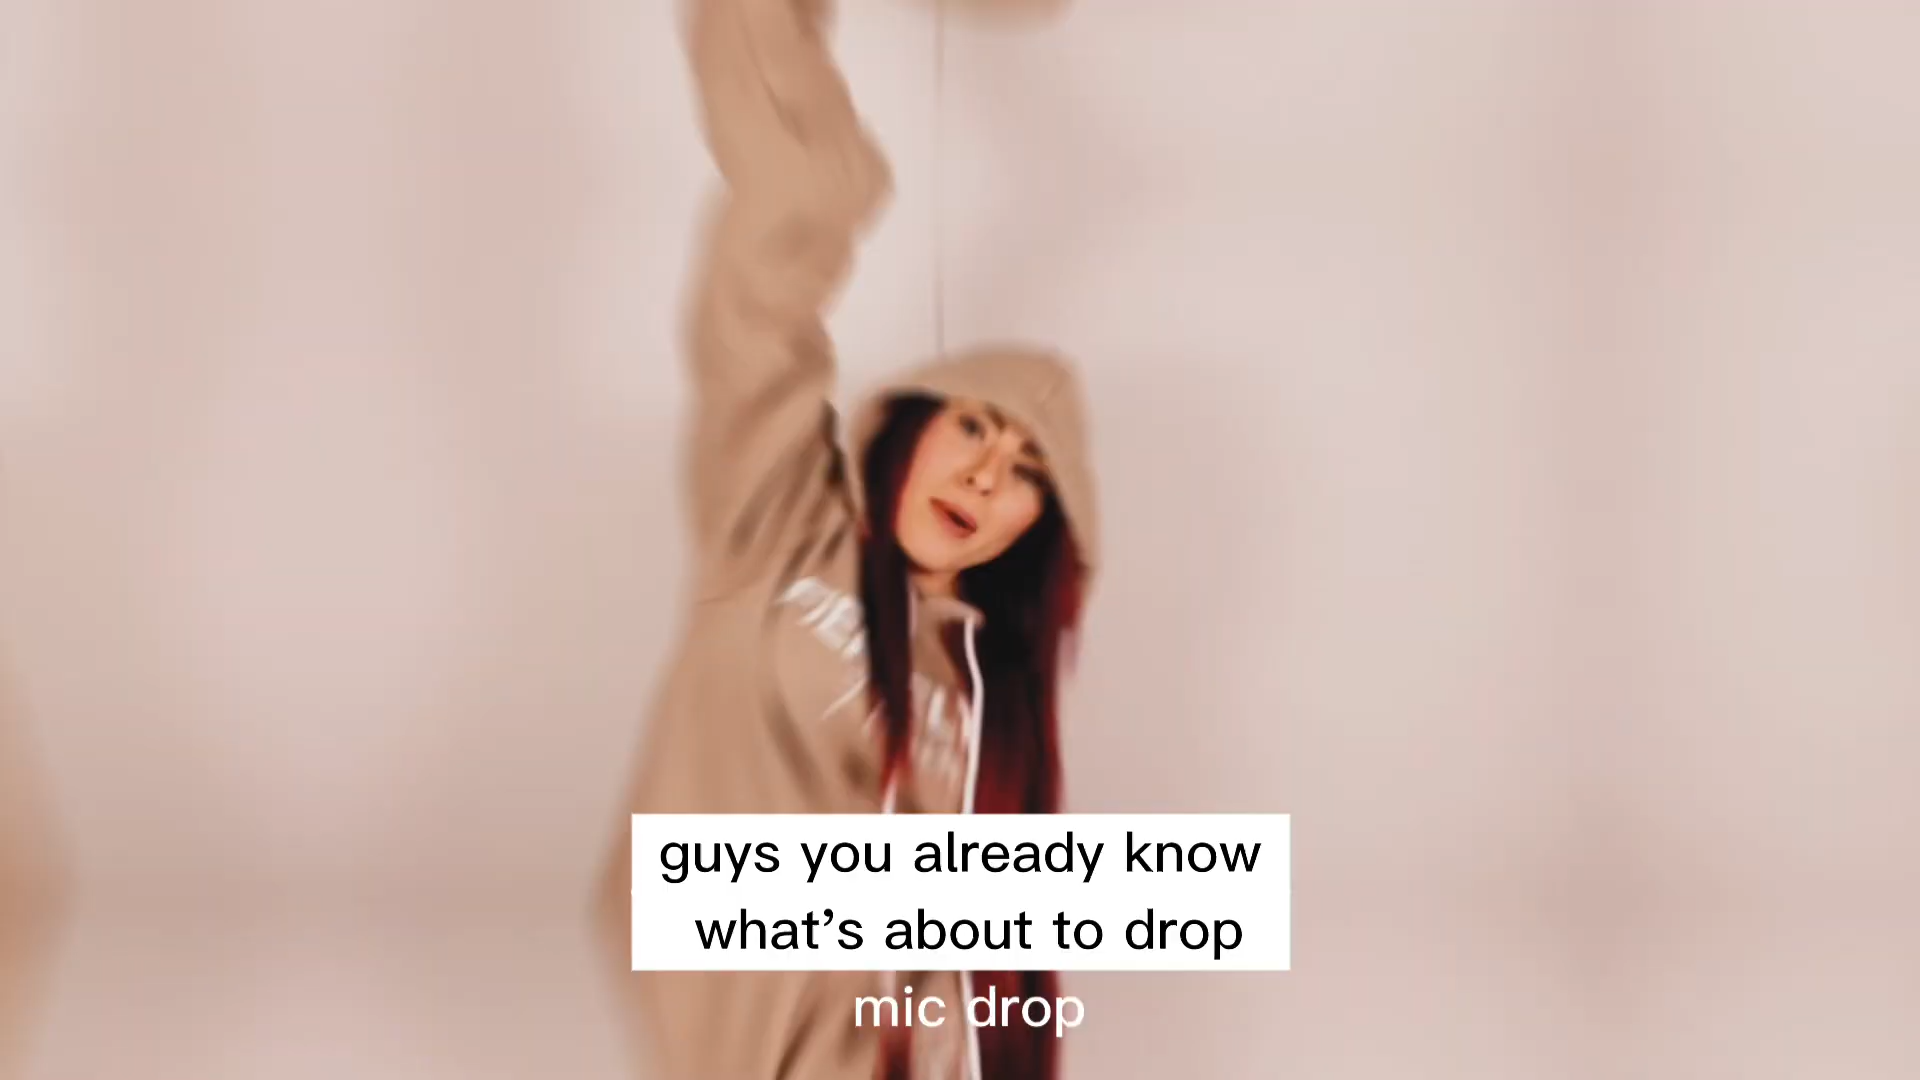 guys you already know
what’s about to drop
mic drop